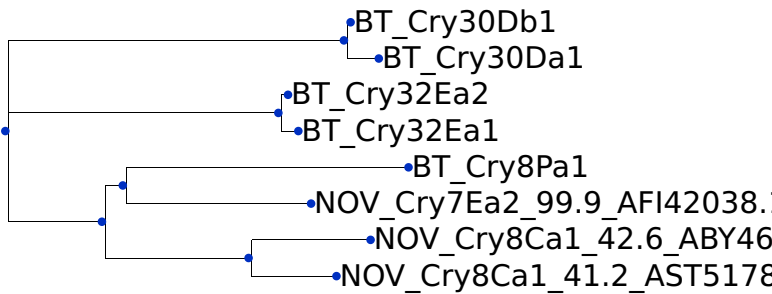 BT_Cry30Db1
BT_Cry30Da1
BT_Cry32Ea2
BT_Cry32Ea1
BT_Cry8Pa1
NOV_Cry7Ea2_99.9_AFI42038.
NOV_Cry8Ca1_42.6_ABY46
NOV_Cry8Ca1_41.2_AST5178